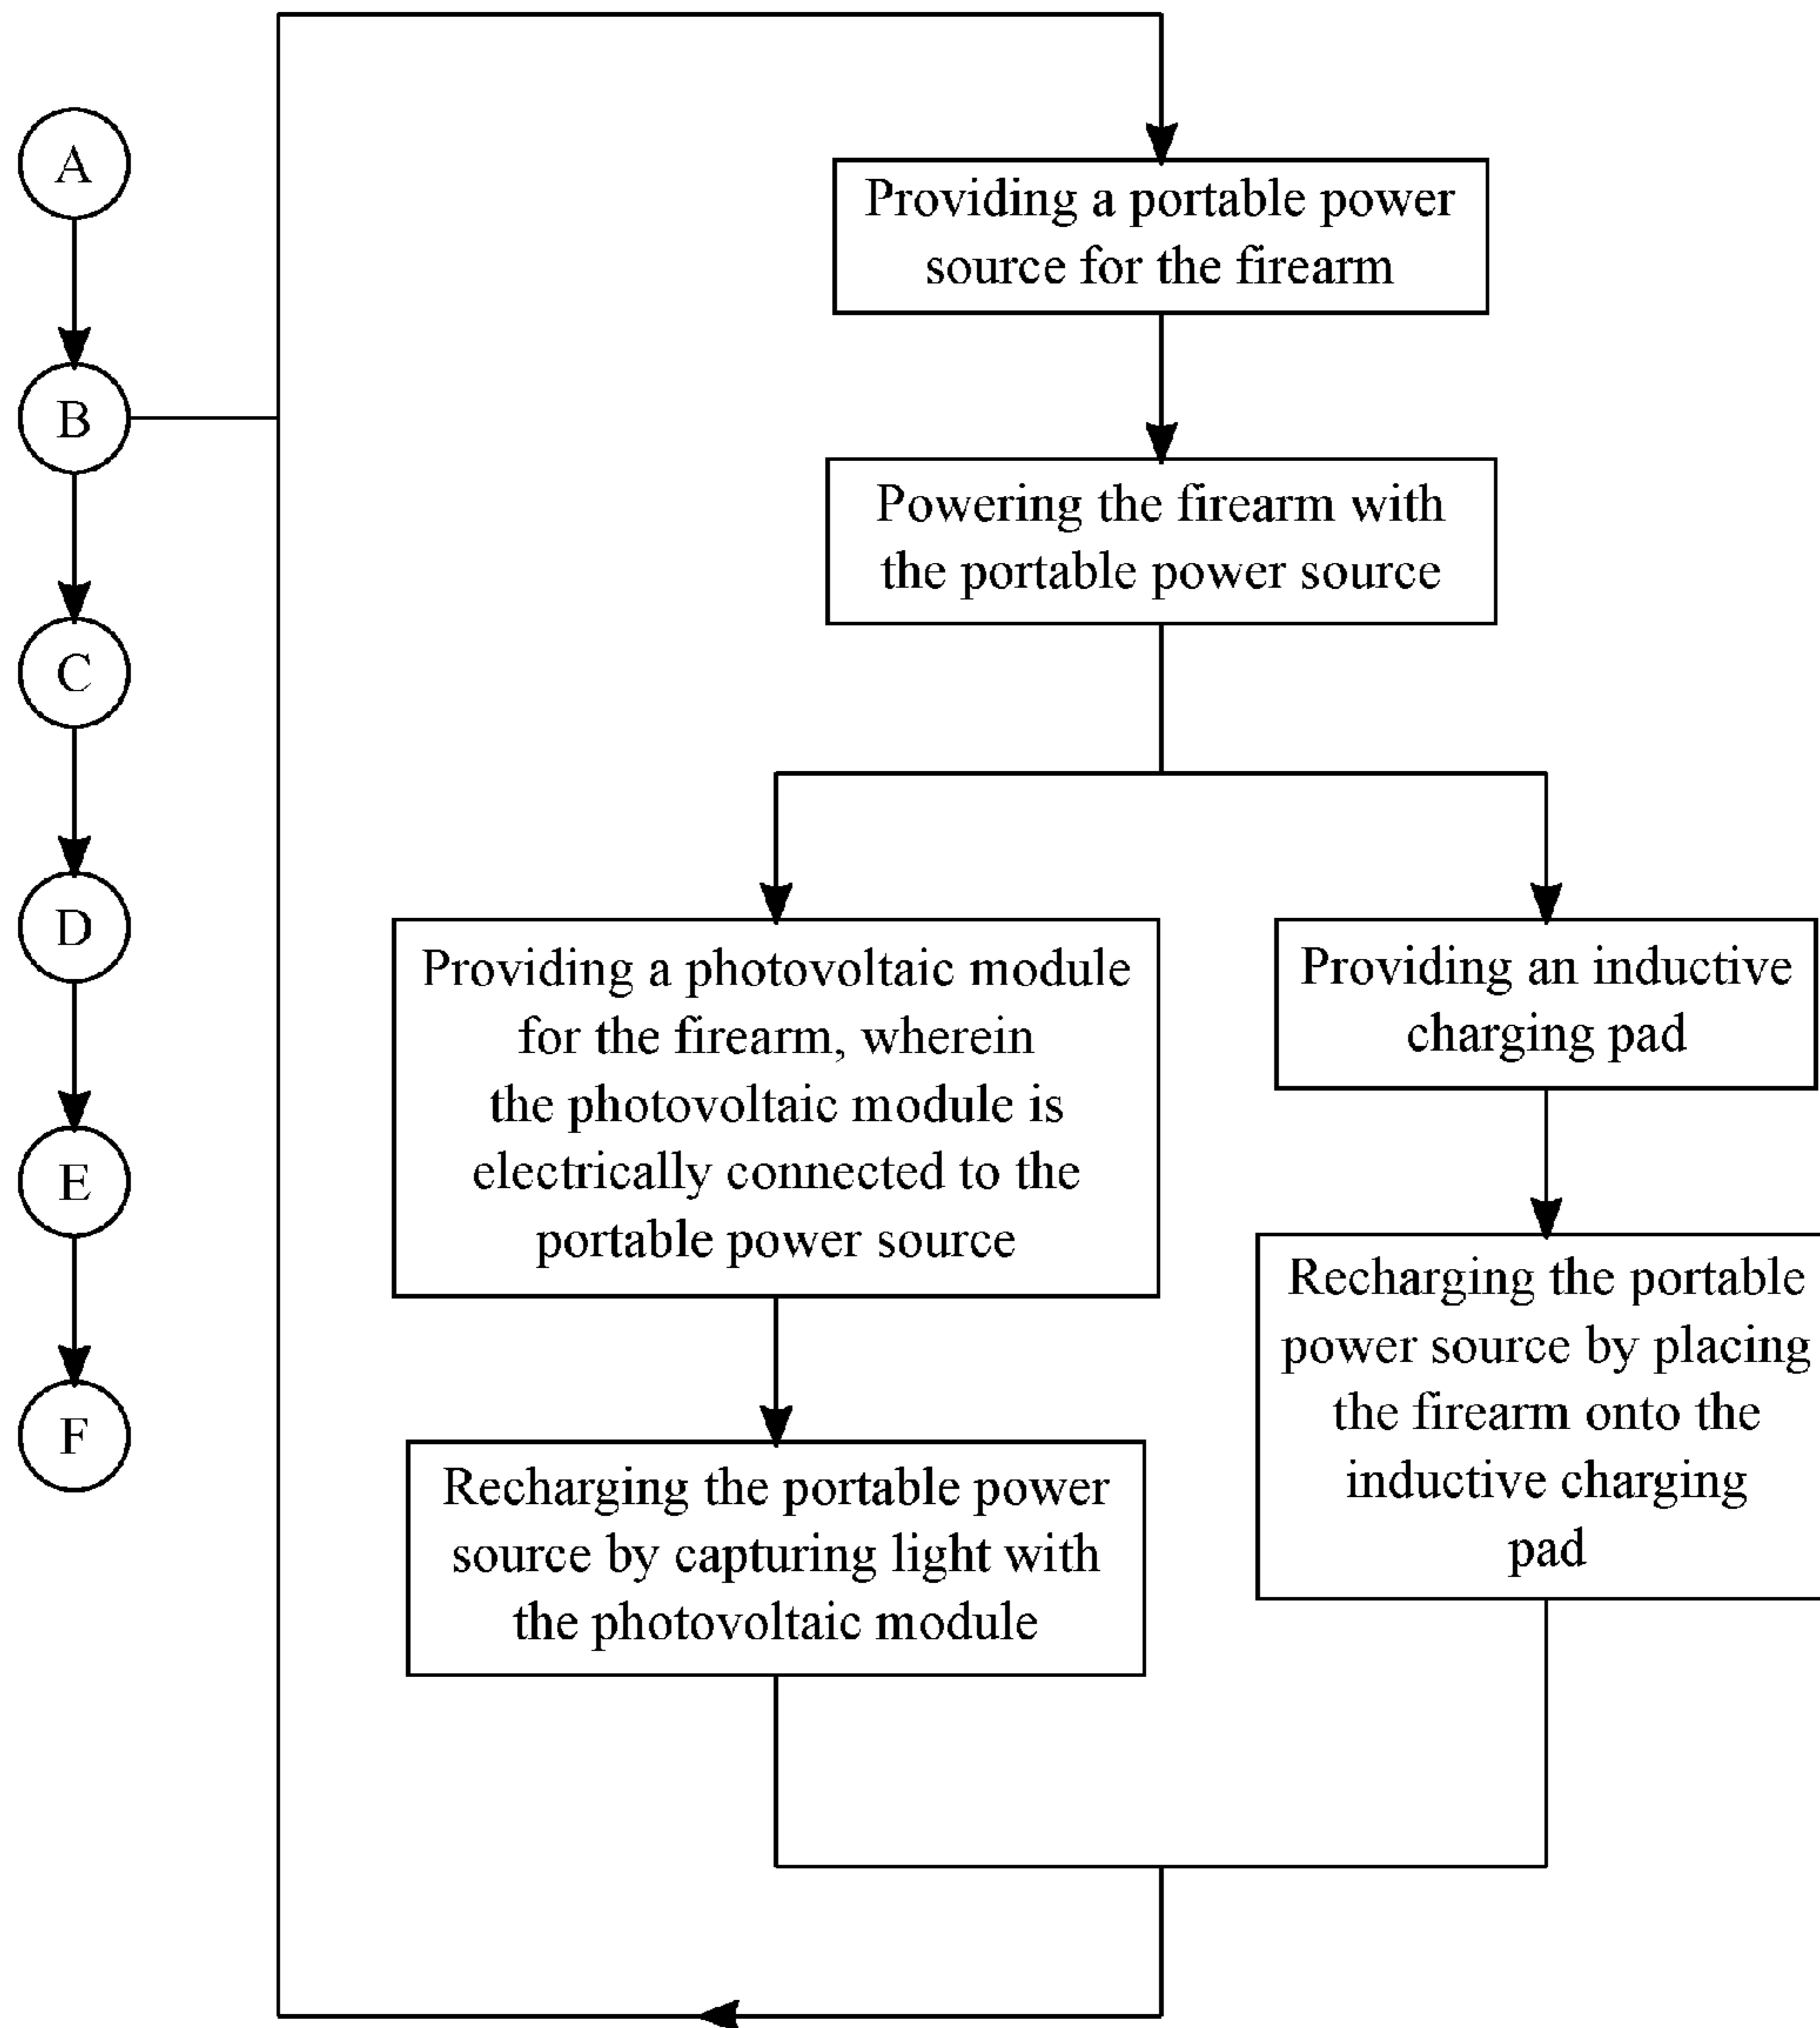 A
B
C
D
E
F
Providing a portable power
source for the firearm
Powering the firearm with
the portable power source
Providing a photovoltaic module
for the firearm, wherein
the photovoltaic module is
electrically connected to the
portable power source
Recharging the portable power
source by capturing light with
the photovoltaic module
Providing an inductive
charging pad
Recharging the portable
power source by placing
the firearm onto the
inductive charging
pad